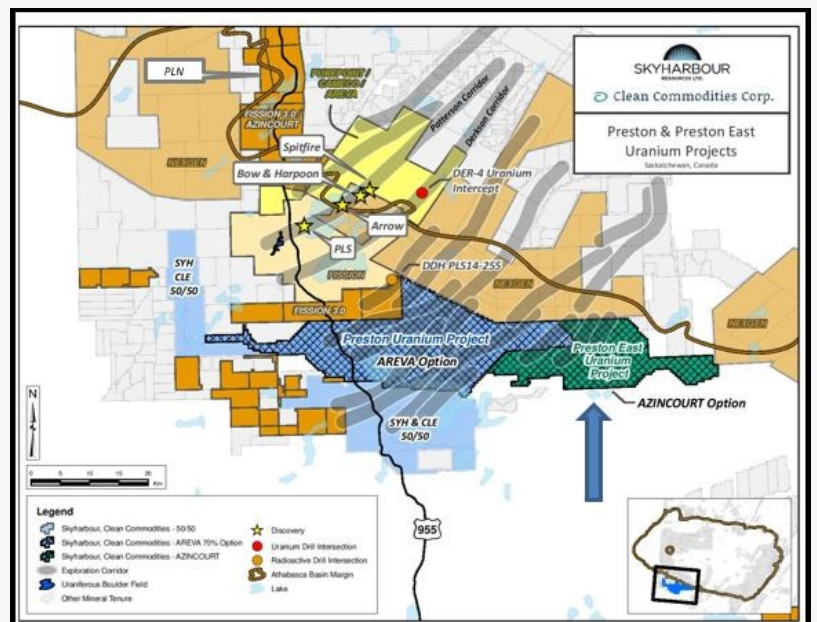 PLN
PUREPOINT /
CAMECO /
AREVA
FISSION 3.0
AZINCOURT
NEXGEN
Spitfire
Bow & Harpoon
Patterson Corridor
Derkson Corridor
DER-4 Uranium
Intercept
SKYHARBOUR
RESOURCES LTD.
Clean Commodities Corp.
Preston & Preston East
Uranium Projects
Saskatchewan, Canada
Arrow
PLS
FISSION
DDH PLS14-255
NEXGEN
SYH
CLE
50/50
FISSION 3.0
NEXGEN
Preston Uranium Project
AREVA Option
Preston East
Uranium
Project
AZINCOURT Option
SYH & CLE
50/50
N
0 5 10 15 20
Km
955
Legend
Skyharbour, Clean Commodities - 50/50
Skyharbour, Clean Commodities - AREVA 70% Option
Skyharbour, Clean Commodities - AZINCOURT
Exploration Corridor
Uraniferous Boulder Field
Other Mineral Tenure
Discovery
Uranium Drill Intersection
Radioactive Drill Intersection
Athabasca Basin Margin
Lake